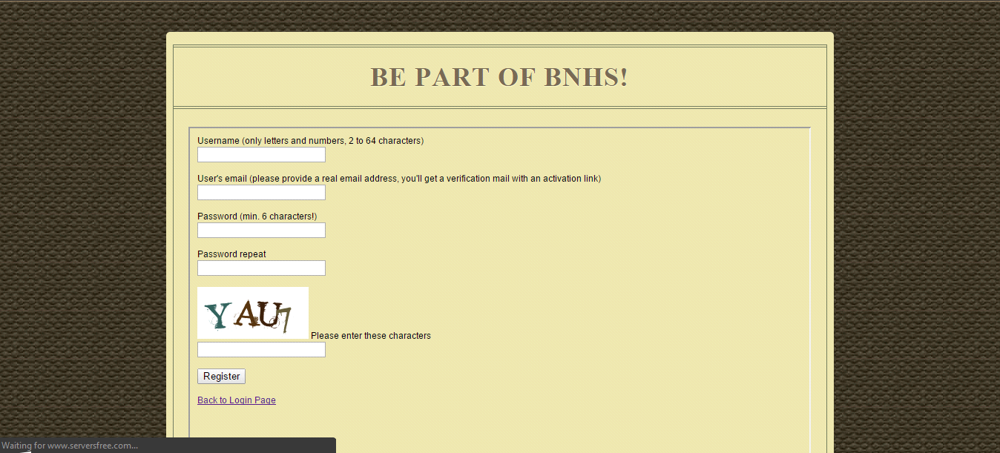 BE PART OF BNHS!
Username (only letters and numbers, 2 to 64 characters)
User's email (please provide a real email address, you'll get a verification mail with an activation link)
Password (min. 6 characters!)
Password repeat
YAU7
Please enter these characters
Register
Back to Login Page
Waiting for www.serversfree.com...